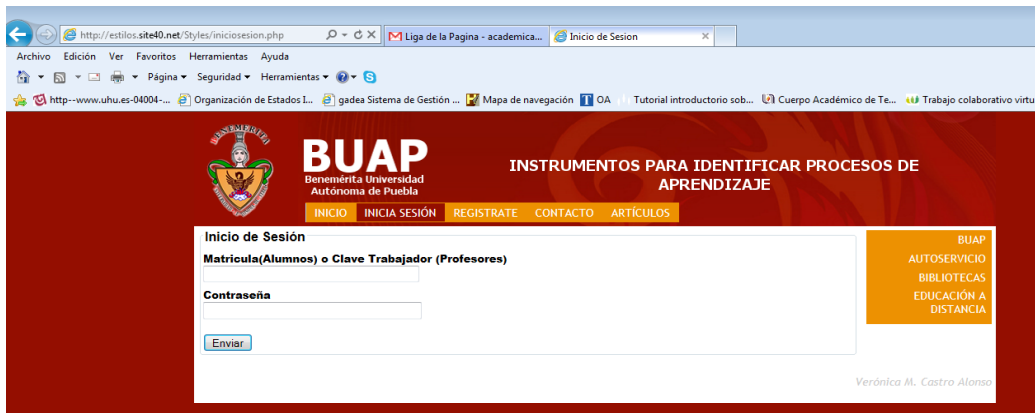 http://estilos.site40.net/Styles/iniciosesion.php
Liga de la Pagina - academica...
Inicio de Sesion
Archivo Edición Ver Favoritos Herramientas Ayuda
Página Seguridad Herramientas
http--www.uhu.es-04004-... Organización de Estados I... gadea Sistema de Gestión ... Mapa de navegación OA Tutorial introductorio sob... Cuerpo Académico de Te... Trabajo colaborativo virtu
BENEMERITA
BUAP
Benemérita Universidad
Autónoma de Puebla
INSTRUMENTOS PARA IDENTIFICAR PROCESOS DE
APRENDIZAJE
INICIO INICIA SESIÓN REGISTRATE CONTACTO ARTÍCULOS
Inicio de Sesión
Matricula(Alumnos) o Clave Trabajador (Profesores)
Contraseña
Enviar
BUAP
AUTOSERVICIO
BIBLIOTECAS
EDUCACIÓN A
DISTANCIA
Verónica M. Castro Alonso